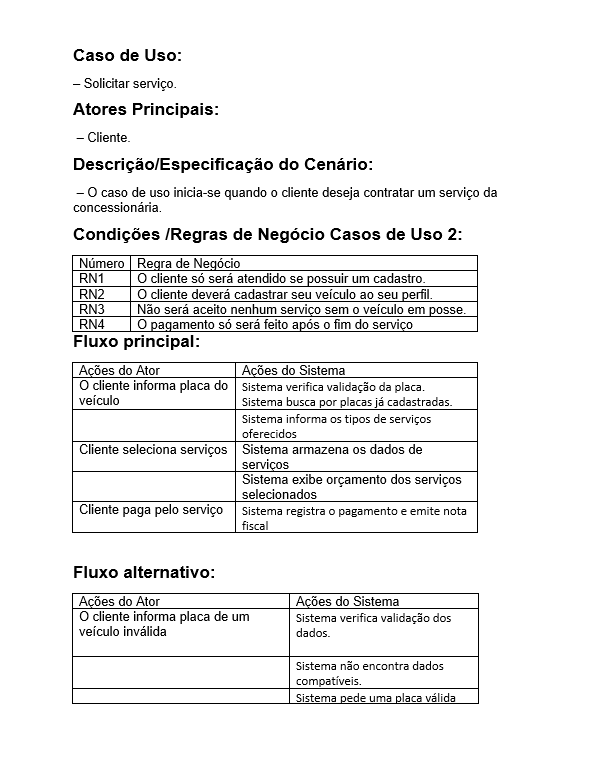 Caso de Uso:
– Solicitar serviço.
Atores Principais:
– Cliente.
Descrição/Especificação do Cenário:
– O caso de uso inicia-se quando o cliente deseja contratar um serviço da
concessionária.
Condições /Regras de Negócio Casos de Uso 2:
Número Regra de Negócio
RN1 O cliente só será atendido se possuir um cadastro.
RN2 O cliente deverá cadastrar seu veículo ao seu perfil.
RN3 Não será aceito nenhum serviço sem o veículo em posse.
RN4 O pagamento só será feito após o fim do serviço
Fluxo principal:
Ações do Ator Ações do Sistema
O cliente informa placa do Sistema verifica validação da placa.
veículo Sistema busca por placas já cadastradas.
Sistema informa os tipos de serviços
oferecidos
Cliente seleciona serviços Sistema armazena os dados de
serviços
Sistema exibe orçamento dos serviços
selecionados
Cliente paga pelo serviço Sistema registra o pagamento e emite nota
fiscal
Fluxo alternativo:
Ações do Ator Ações do Sistema
O cliente informa placa de um Sistema verifica validação dos
veículo inválida dados.
Sistema não encontra dados
compatíveis.
Sistema pede uma placa válida